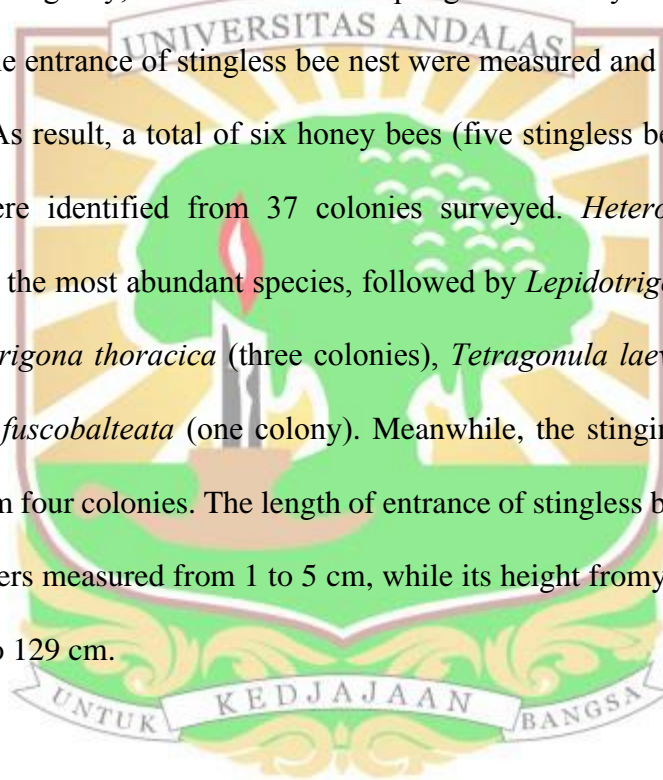 UNIVERSITAS ANDALAS
e entrance of stingless bee nest were measured and
As result, a total of six honey bees (five stingless be
ere identified from 37 colonies surveyed. Hetero
the most abundant species, followed by Lepidotrig
rigona thoracica (three colonies), Tetragonula laev
fuscobalteata (one colony). Meanwhile, the stingin
m four colonies. The length of entrance of stingless b
ers measured from 1 to 5 cm, while its height fromy
o 129 cm.
UNTUK KEDJAJAAN BANGSA